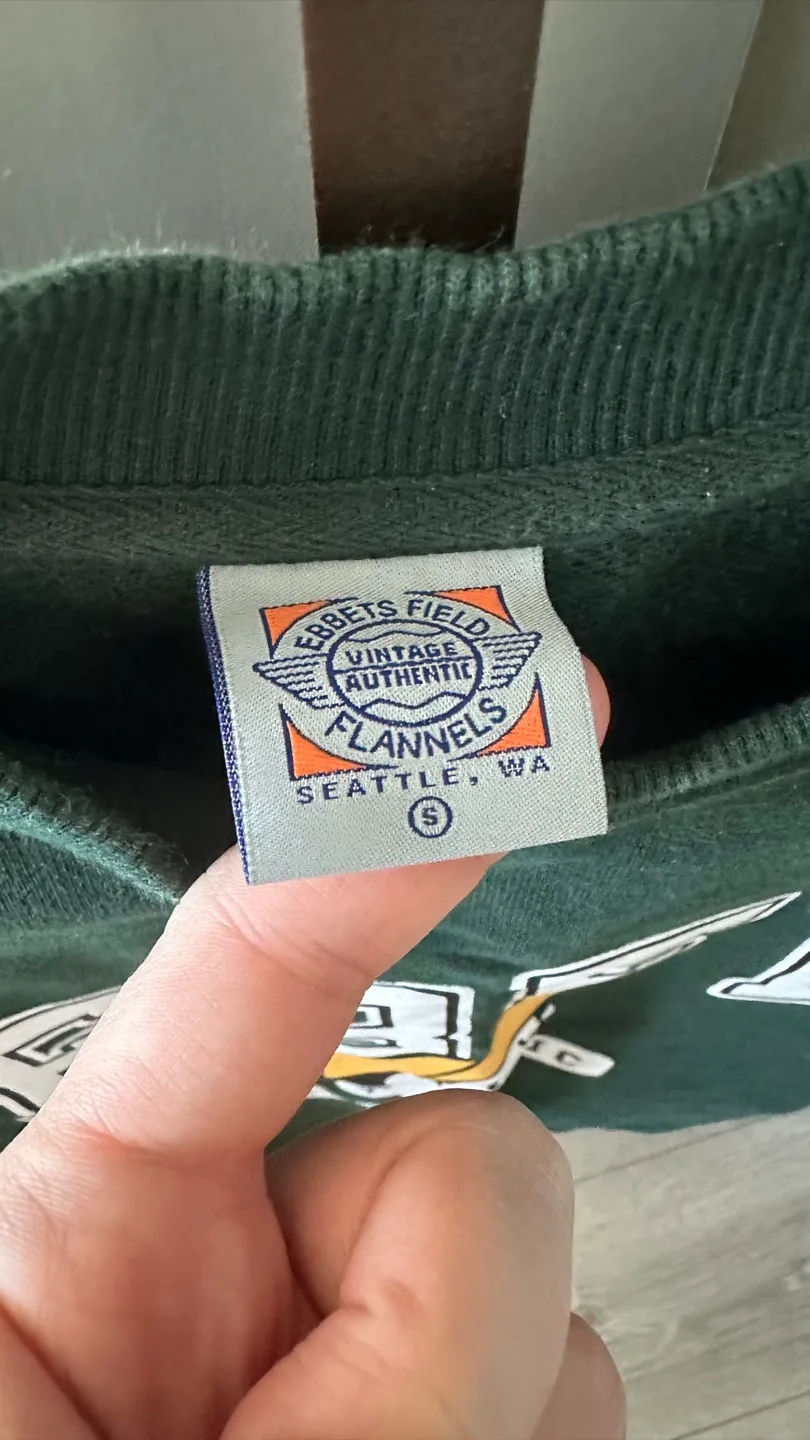 EBBETS FIELD
VINTAGE
AUTHENTIC
FLANNELS
SEATTLE, WA
S